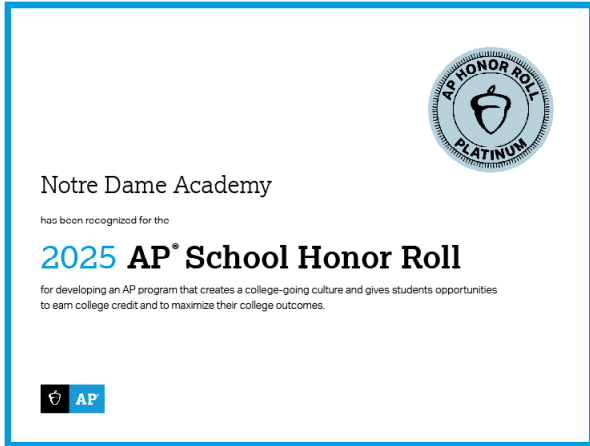 AP HONOR ROLL
PLATINUM
Notre Dame Academy
has been recognized for the
2025 AP® School Honor Roll
for developing an AP program that creates a college-going culture and gives students opportunities
to earn college credit and to maximize their college outcomes.
AP®